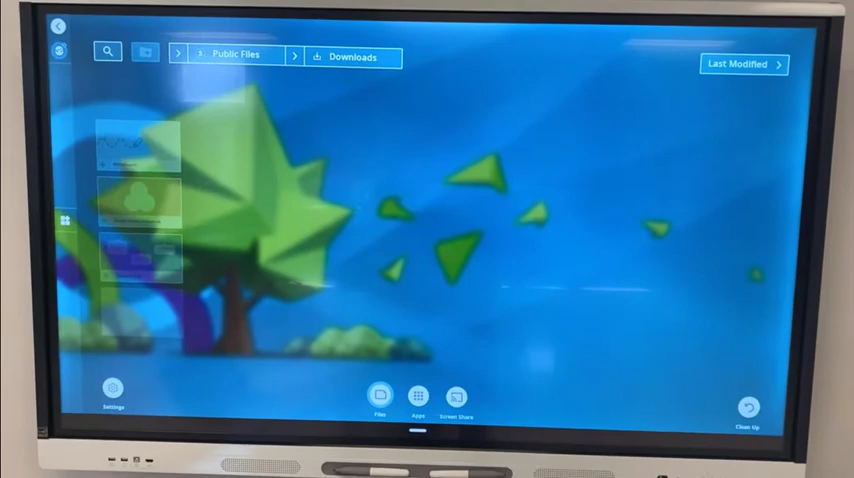 Public Files
Downloads
Last Modified
Settings
Files
Apps
Screen Share
Clean Up